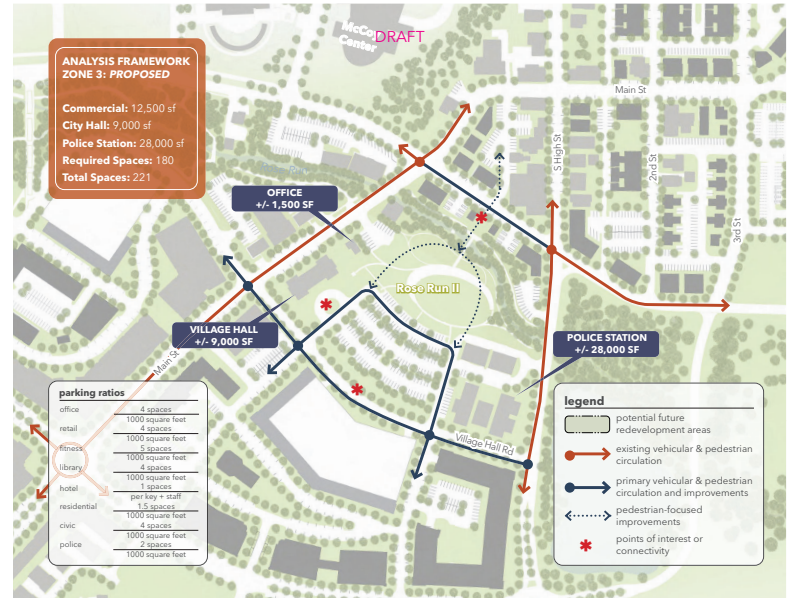 McCo
Center
DRAFT
ANALYSIS FRAMEWORK
ZONE 3: PROPOSED
Commercial: 12,500 sf
City Hall: 9,000 sf
Police Station: 28,000 sf
Required Spaces: 180
Total Spaces: 221
Main St
S High St
2nd St
3rd St
OFFICE
+/- 1,500 SF
Rose Run II
VILLAGE HALL
+/- 9,000 SF
POLICE STATION
+/- 28,000 SF
Main St
Village Hall Rd
parking ratios
office
4 spaces
1000 square feet
retail
4 spaces
1000 square feet
fitness
5 spaces
1000 square feet
library
4 spaces
1000 square feet
hotel
1 spaces
per key + staff
residential
1.5 spaces
1000 square feet
civic
4 spaces
1000 square feet
police
2 spaces
1000 square feet
legend
potential future
redevelopment areas
existing vehicular & pedestrian
circulation
primary vehicular & pedestrian
circulation and improvements
pedestrian-focused
improvements
points of interest or
connectivity